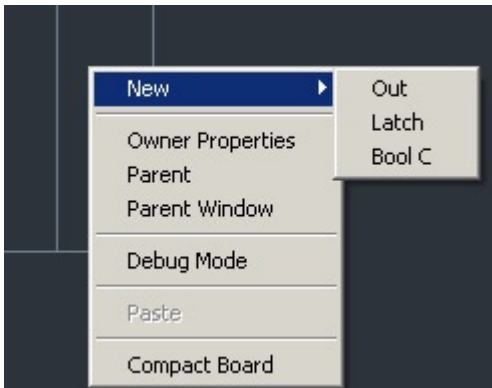 New
Out
Latch
Bool C
Owner Properties
Parent
Parent Window
Debug Mode
Paste
Compact Board